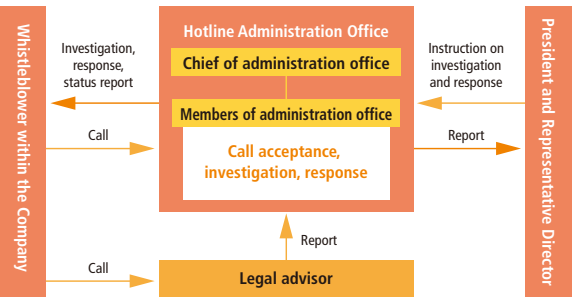 Whistleblower within the Company
Investigation,
response,
status report
Call
Call
Hotline Administration Office
Chief of administration office
Members of administration office
Call acceptance,
investigation, response
Report
Legal advisor
Instruction on
investigation
and response
Report
President and Representative Director